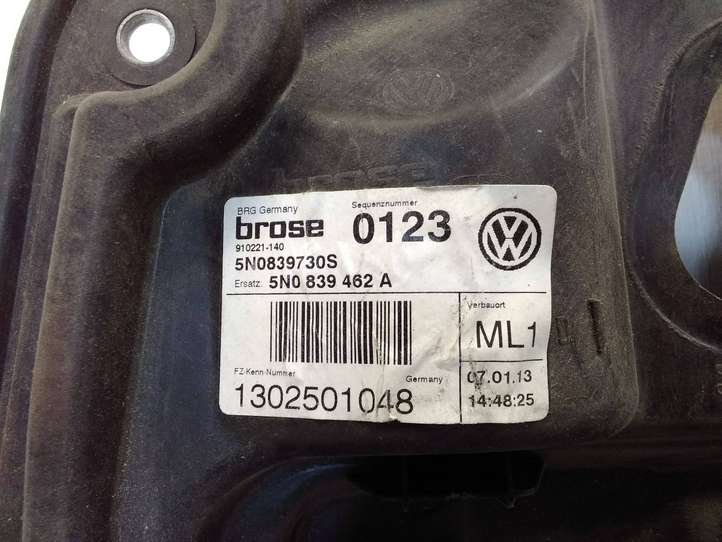 brose
BRG Germany
Sequenznummer
brose 0123
910221-140
5N0839730S
Ersatz: 5N0 839 462 A
Verbauort
ML1
FZ-Kenn-Nummer
Germany
07.01.13
1302501048
14:48:25